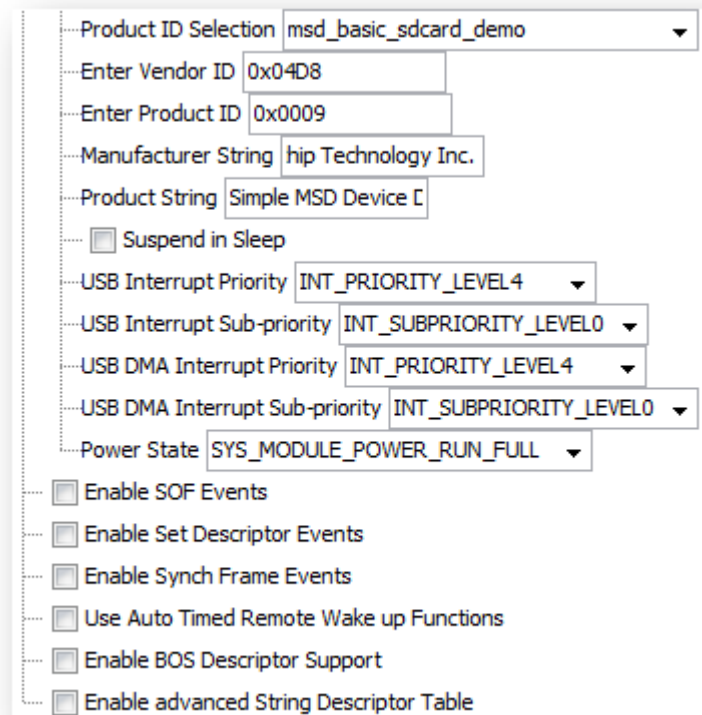 Product ID Selection msd_basic_sdcard_demo
Enter Vendor ID 0x04D8
Enter Product ID 0x0009
Manufacturer String hip Technology Inc.
Product String Simple MSD Device D
Suspend in Sleep
USB Interrupt Priority INT_PRIORITY_LEVEL4
USB Interrupt Sub-priority INT_SUBPRIORITY_LEVEL0
USB DMA Interrupt Priority INT_PRIORITY_LEVEL4
USB DMA Interrupt Sub-priority INT_SUBPRIORITY_LEVEL0
Power State SYS_MODULE_POWER_RUN_FULL
Enable SOF Events
Enable Set Descriptor Events
Enable Synch Frame Events
Use Auto Timed Remote Wake up Functions
Enable BOS Descriptor Support
Enable advanced String Descriptor Table